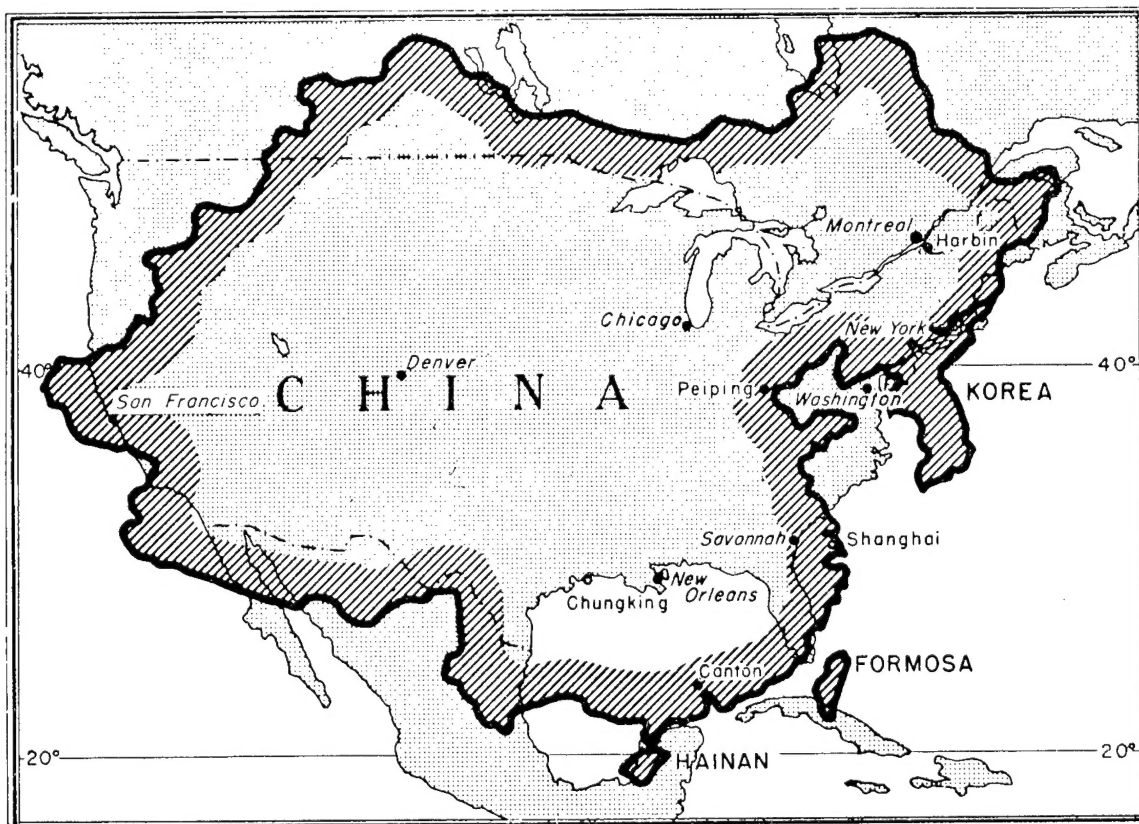 Montreal
Harbin
Chicago
New York
40°
Denver
40°
CHINA
Peiping
Washington
KOREA
San Francisco
Savannah
Shanghai
Chungking
New
Orleans
Canton
FORMOSA
20°
HAINAN
20°